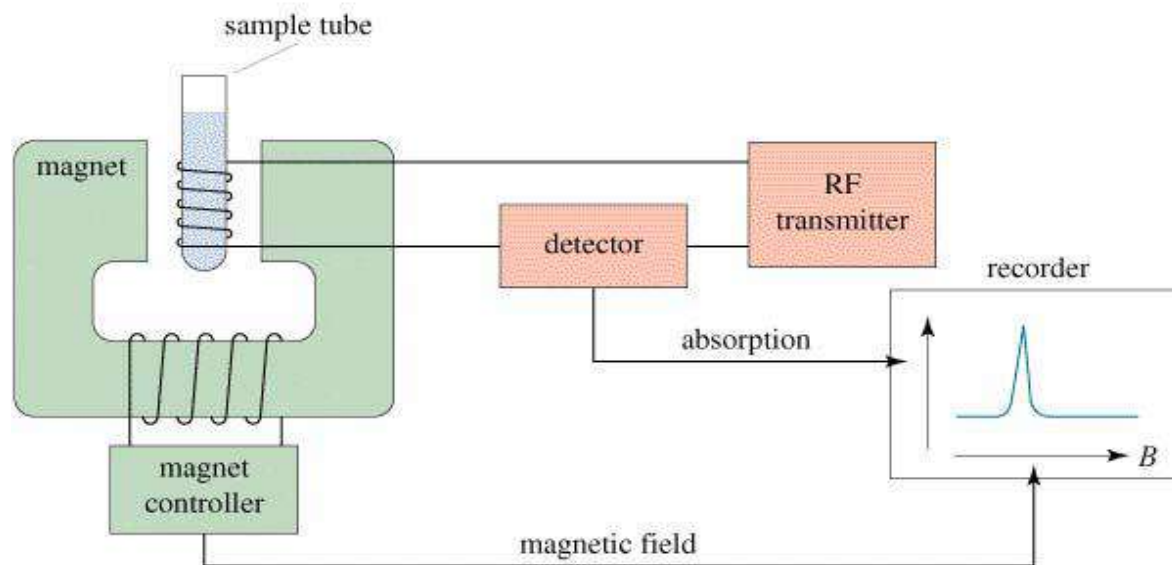 sample tube
magnet
RF
transmitter
detector
recorder
absorption
B
magnet
controller
magnetic field